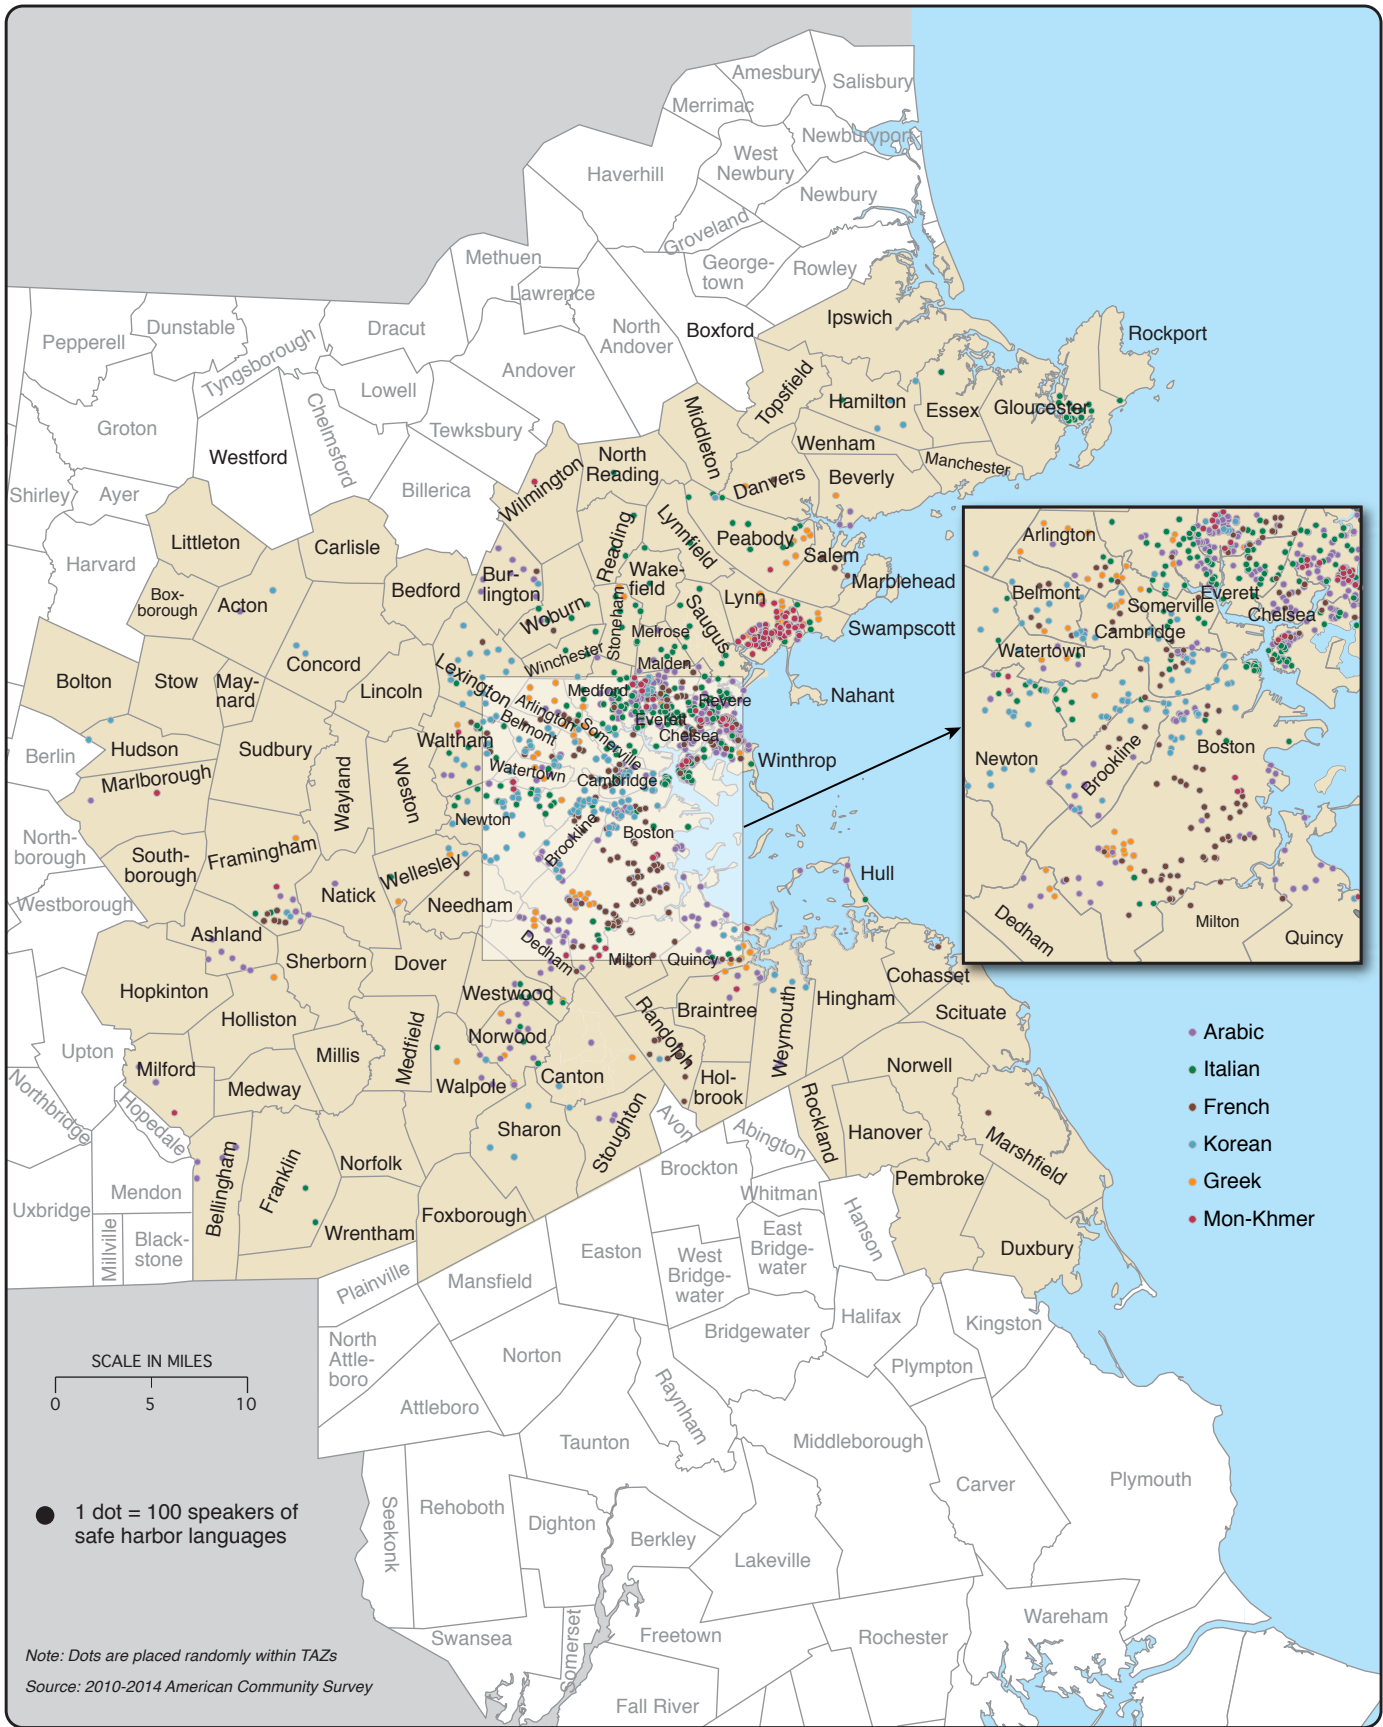 Amesbury
Salisbury
Merrimac
Newburyport
West
Newbury
Haverhill
Newbury
Groveland
Methuen
George-
town
Rowley
Lawrence
Ipswich
Dunstable
Dracut
North
Andover
Boxford
Rockport
Pepperell
Tyngsborough
Andover
Lowell
Topsfield
Hamilton
Essex
Gloucester
Groton
Chelmsford
Tewksbury
Middleton
Wenham
Westford
North
Reading
Manchester
Shirley
Ayer
Billerica
Wilmington
Danvers
Beverly
Littleton
Carlisle
Reading
Lynnfield
Peabody
Salem
Harvard
Bedford
Bur-
lington
Wake-
field
Marblehead
Box-
borough
Acton
Woburn
Stoneham
Saugus
Lynn
Swampscott
Melrose
Concord
Winchester
Malden
Bolton
Stow
May-
nard
Lincoln
Lexington
Medford
Revere
Nahant
Arlington
Everett
Belmont
Somerville
Chelsea
Berlin
Hudson
Sudbury
Waltham
Winthrop
Marlborough
Wayland
Weston
Watertown
Cambridge
North-
borough
Newton
Boston
Brookline
South-
borough
Framingham
Wellesley
Hull
Westborough
Natick
Needham
Ashland
Sherborn
Dover
Dedham
Milton
Quincy
Cohasset
Hopkinton
Westwood
Braintree
Weymouth
Hingham
Scituate
Holliston
Medfield
Norwood
Randolph
Upton
Milford
Millis
Norwell
Medway
Walpole
Canton
Hol-
brook
Northbridge
Hopedale
Sharon
Stoughton
Avon
Rockland
Hanover
Abington
Marshfield
Bellingham
Franklin
Norfolk
Brockton
Pembroke
Mendon
Whitman
Uxbridge
Foxborough
Hanson
Millville
Black-
stone
Wrentham
Easton
West
Bridge-
water
East
Bridge-
water
Duxbury
Plainville
Mansfield
Halifax
Kingston
North
Attle-
boro
Norton
Bridgewater
Plympton
Attleboro
Raynham
Taunton
Middleborough
Carver
Plymouth
Seekonk
Rehoboth
Dighton
Berkley
Lakeville
Swansea
Somerset
Freetown
Rochester
Wareham
Fall River
Arlington
Belmont
Everett
Somerville
Chelsea
Cambridge
Watertown
Newton
Brookline
Boston
Dedham
Milton
Quincy
Arabic
Italian
French
Korean
Greek
Mon-Khmer
SCALE IN MILES
0 5 10
1 dot = 100 speakers of
safe harbor languages
Note: Dots are placed randomly within TAZs
Source: 2010-2014 American Community Survey